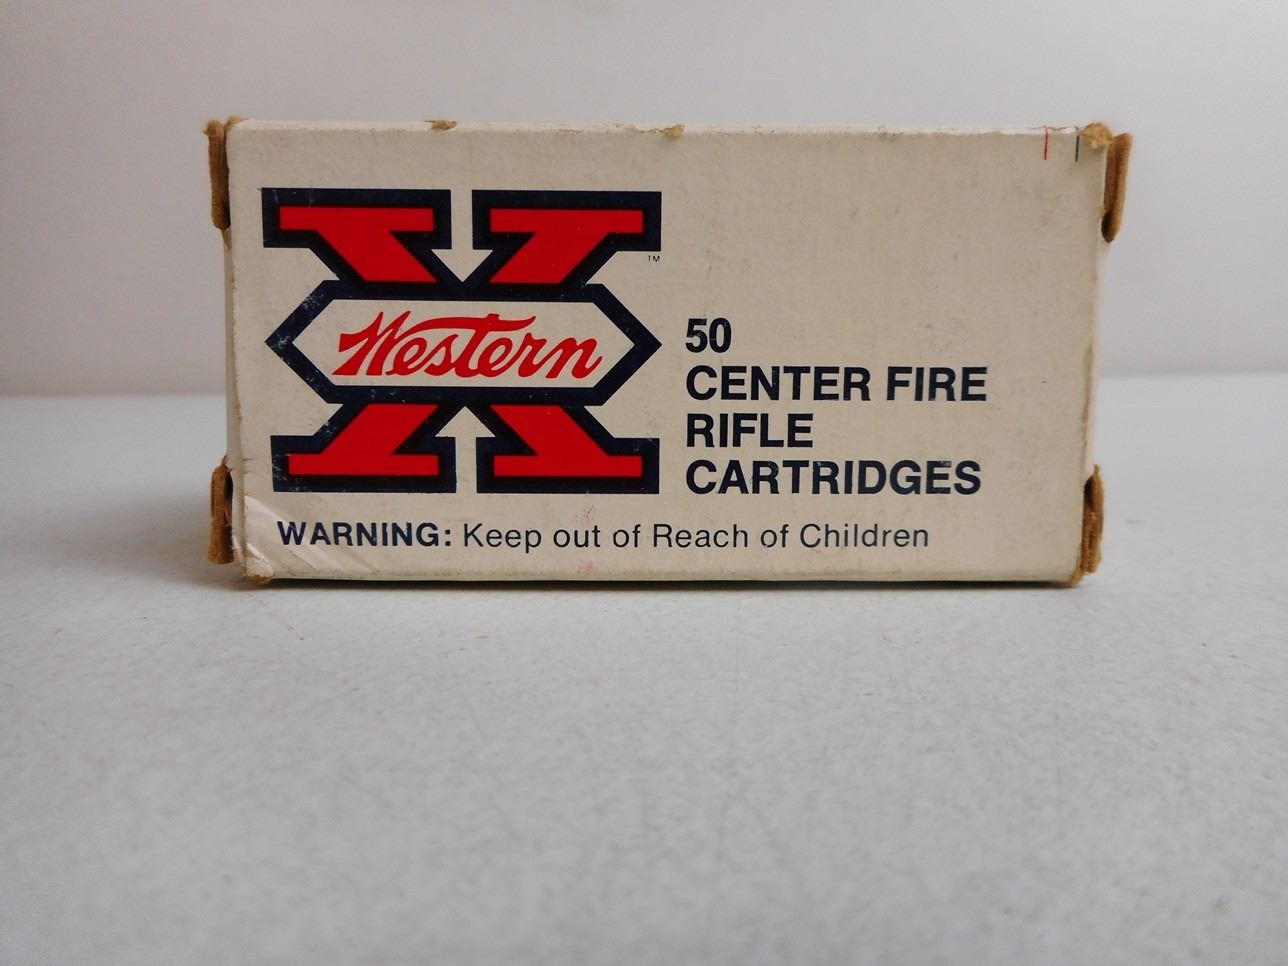 X
Western
TM
50
CENTER FIRE
RIFLE
CARTRIDGES
WARNING: Keep out of Reach of Children